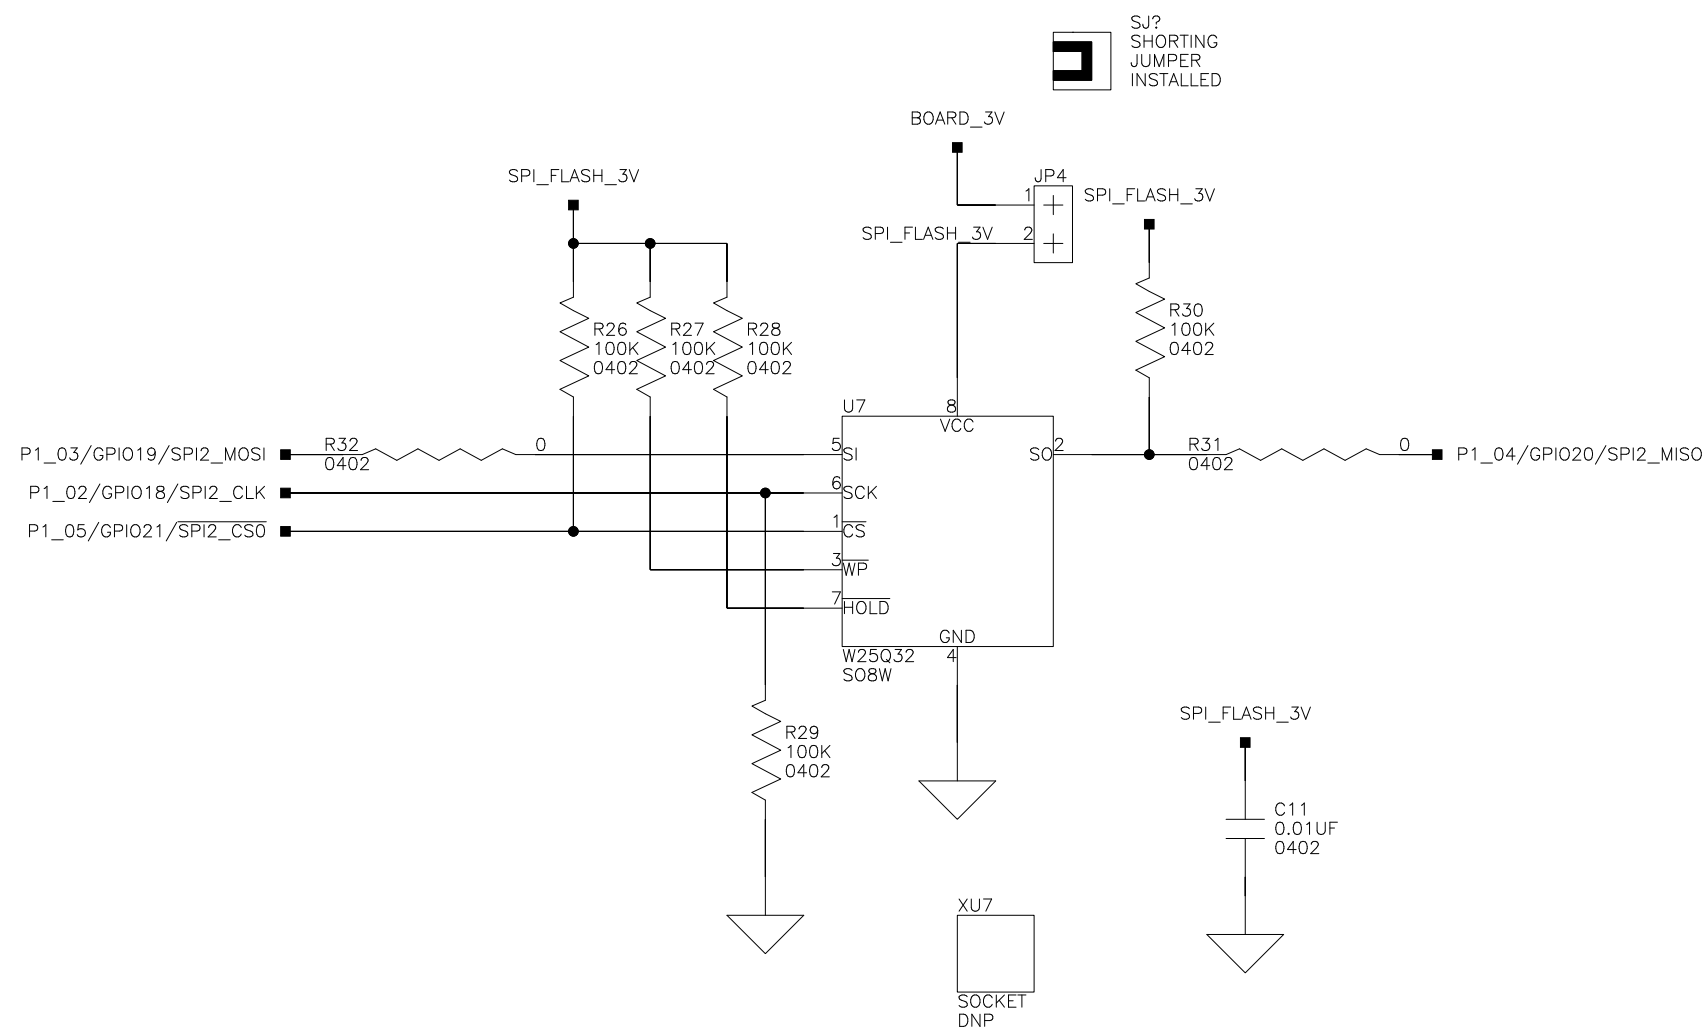 SJ?
SHORTING
JUMPER
INSTALLED
BOARD_3V
JP4
SPI_FLASH_3V
SPI_FLASH_3V
1
SPI_FLASH_3V
2
R26
100K
0402
R27
100K
0402
R28
100K
0402
R30
100K
0402
U7
8
VCC
P1_03/GPIO19/SPI2_MOSI
R32
0402
0
5
SI
SO
2
R31
0402
0
P1_04/GPIO20/SPI2_MISO
P1_02/GPIO18/SPI2_CLK
6
SCK
P1_05/GPIO21/SPI2_CS0
1
CS
3
WP
7
HOLD
GND
4
W25Q32
SO8W
R29
100K
0402
SPI_FLASH_3V
C11
0.01UF
0402
XU7
SOCKET
DNP